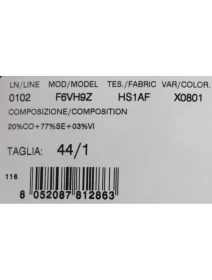 LN/LINE MOD/MODEL TES./FABRIC VAR/COLOR.
0102 F6VH9Z HS1AF X0801
COMPOSIZIONE/COMPOSITION
20%CO+77%SE+03%VI
TAGLIA: 44/1
116
8 052087 812863